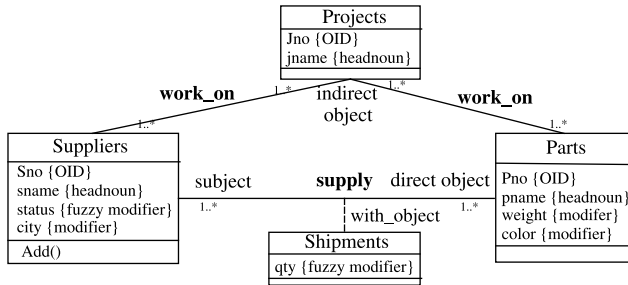 Projects
Jno {OID}
jname {headnoun}
work_on
1..*
1..*
indirect
object
work_on
1..*
1..*
Suppliers
Sno {OID}
sname {headnoun}
status {fuzzy modifier}
city {modifier}
Add()
subject
supply
direct object
1..*
1..*
with_object
Parts
Pno {OID}
pname {headnoun}
weight {modifer}
color {modifier}
Shipments
qty {fuzzy modifier}